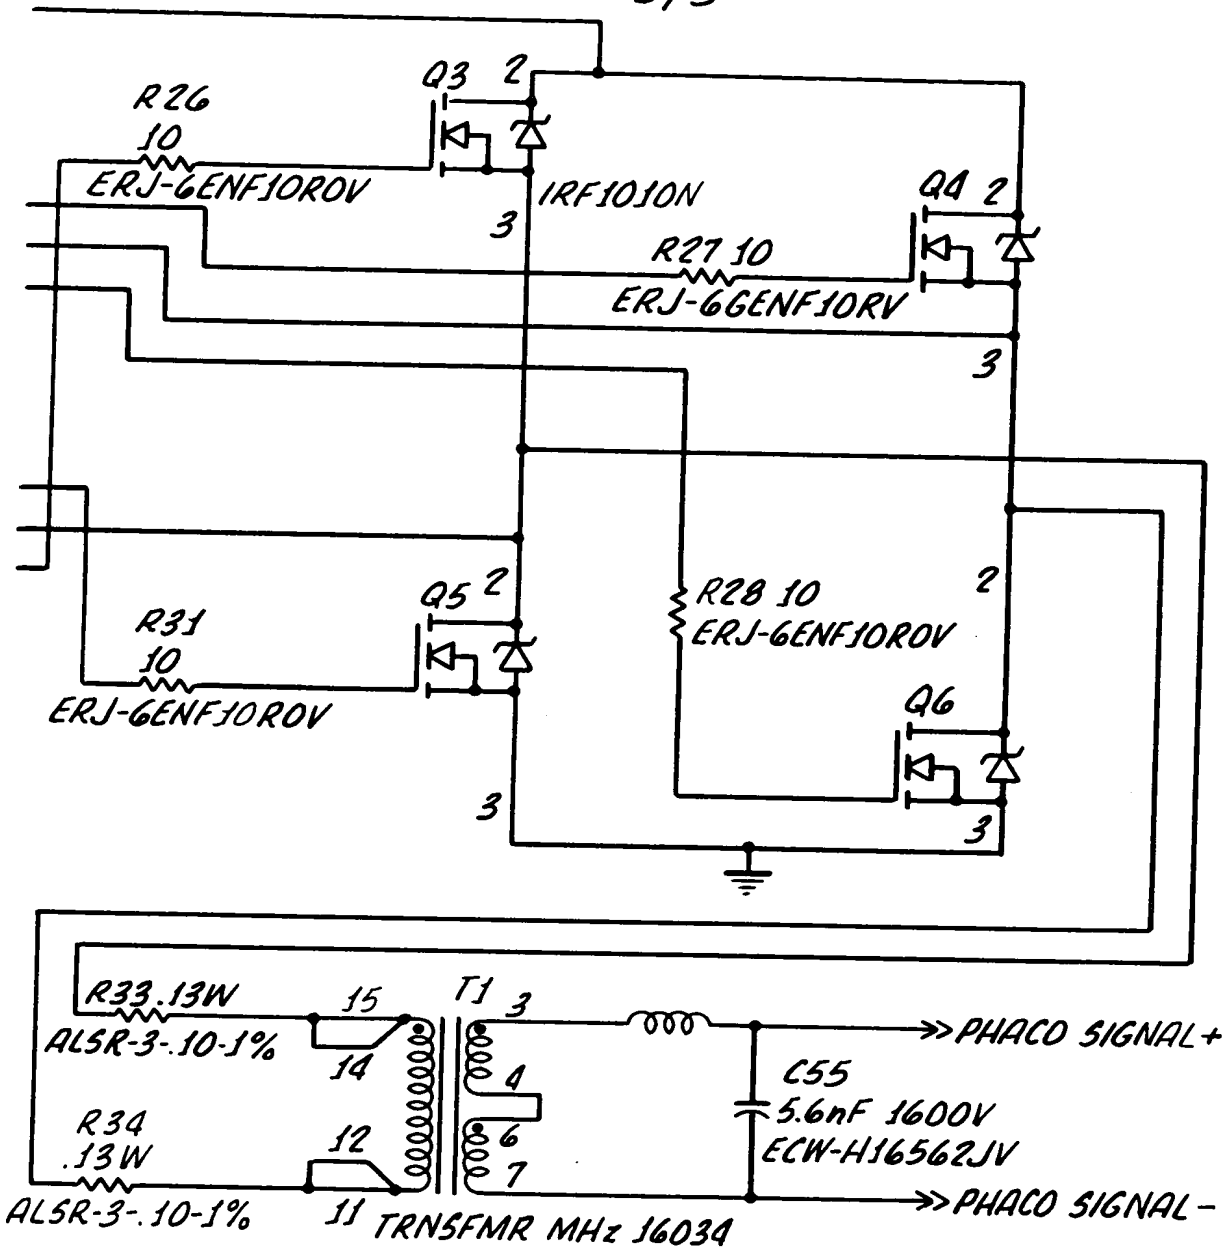 Q3
2
R26
10
ERJ-6ENF10R0V
IRF1010N
3
Q4
2
R27 10
ERJ-6GENF10RV
3
2
Q5
2
R28 10
ERJ-6ENF10R0V
R31
10
ERJ-6ENF10R0V
Q6
3
3
R33 .13W
ALSR-3-.10-1%
15
14
T1
3
4
6
7
PHACO SIGNAL+
C55
5.6nF 1600V
ECW-H16562JV
R34
.13W
ALSR-3-.10-1%
12
11
TRNSFMR MHz 16034
PHACO SIGNAL-